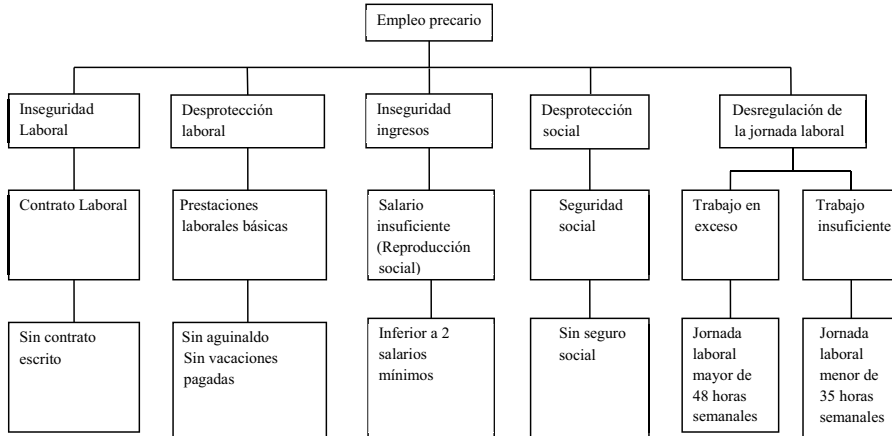 Empleo precario
Inseguridad
Laboral
Desprotección
laboral
Inseguridad
ingresos
Desprotección
social
Desregulación de
la jornada laboral
Contrato Laboral
Prestaciones
laborales básicas
Salario
insuficiente
(Reproducción
social)
Seguridad
social
Trabajo en
exceso
Trabajo
insuficiente
Sin contrato
escrito
Sin aguinaldo
Sin vacaciones
pagadas
Inferior a 2
salarios
mínimos
Sin seguro
social
Jornada
laboral
mayor de
48 horas
semanales
Jornada
laboral
menor de
35 horas
semanales